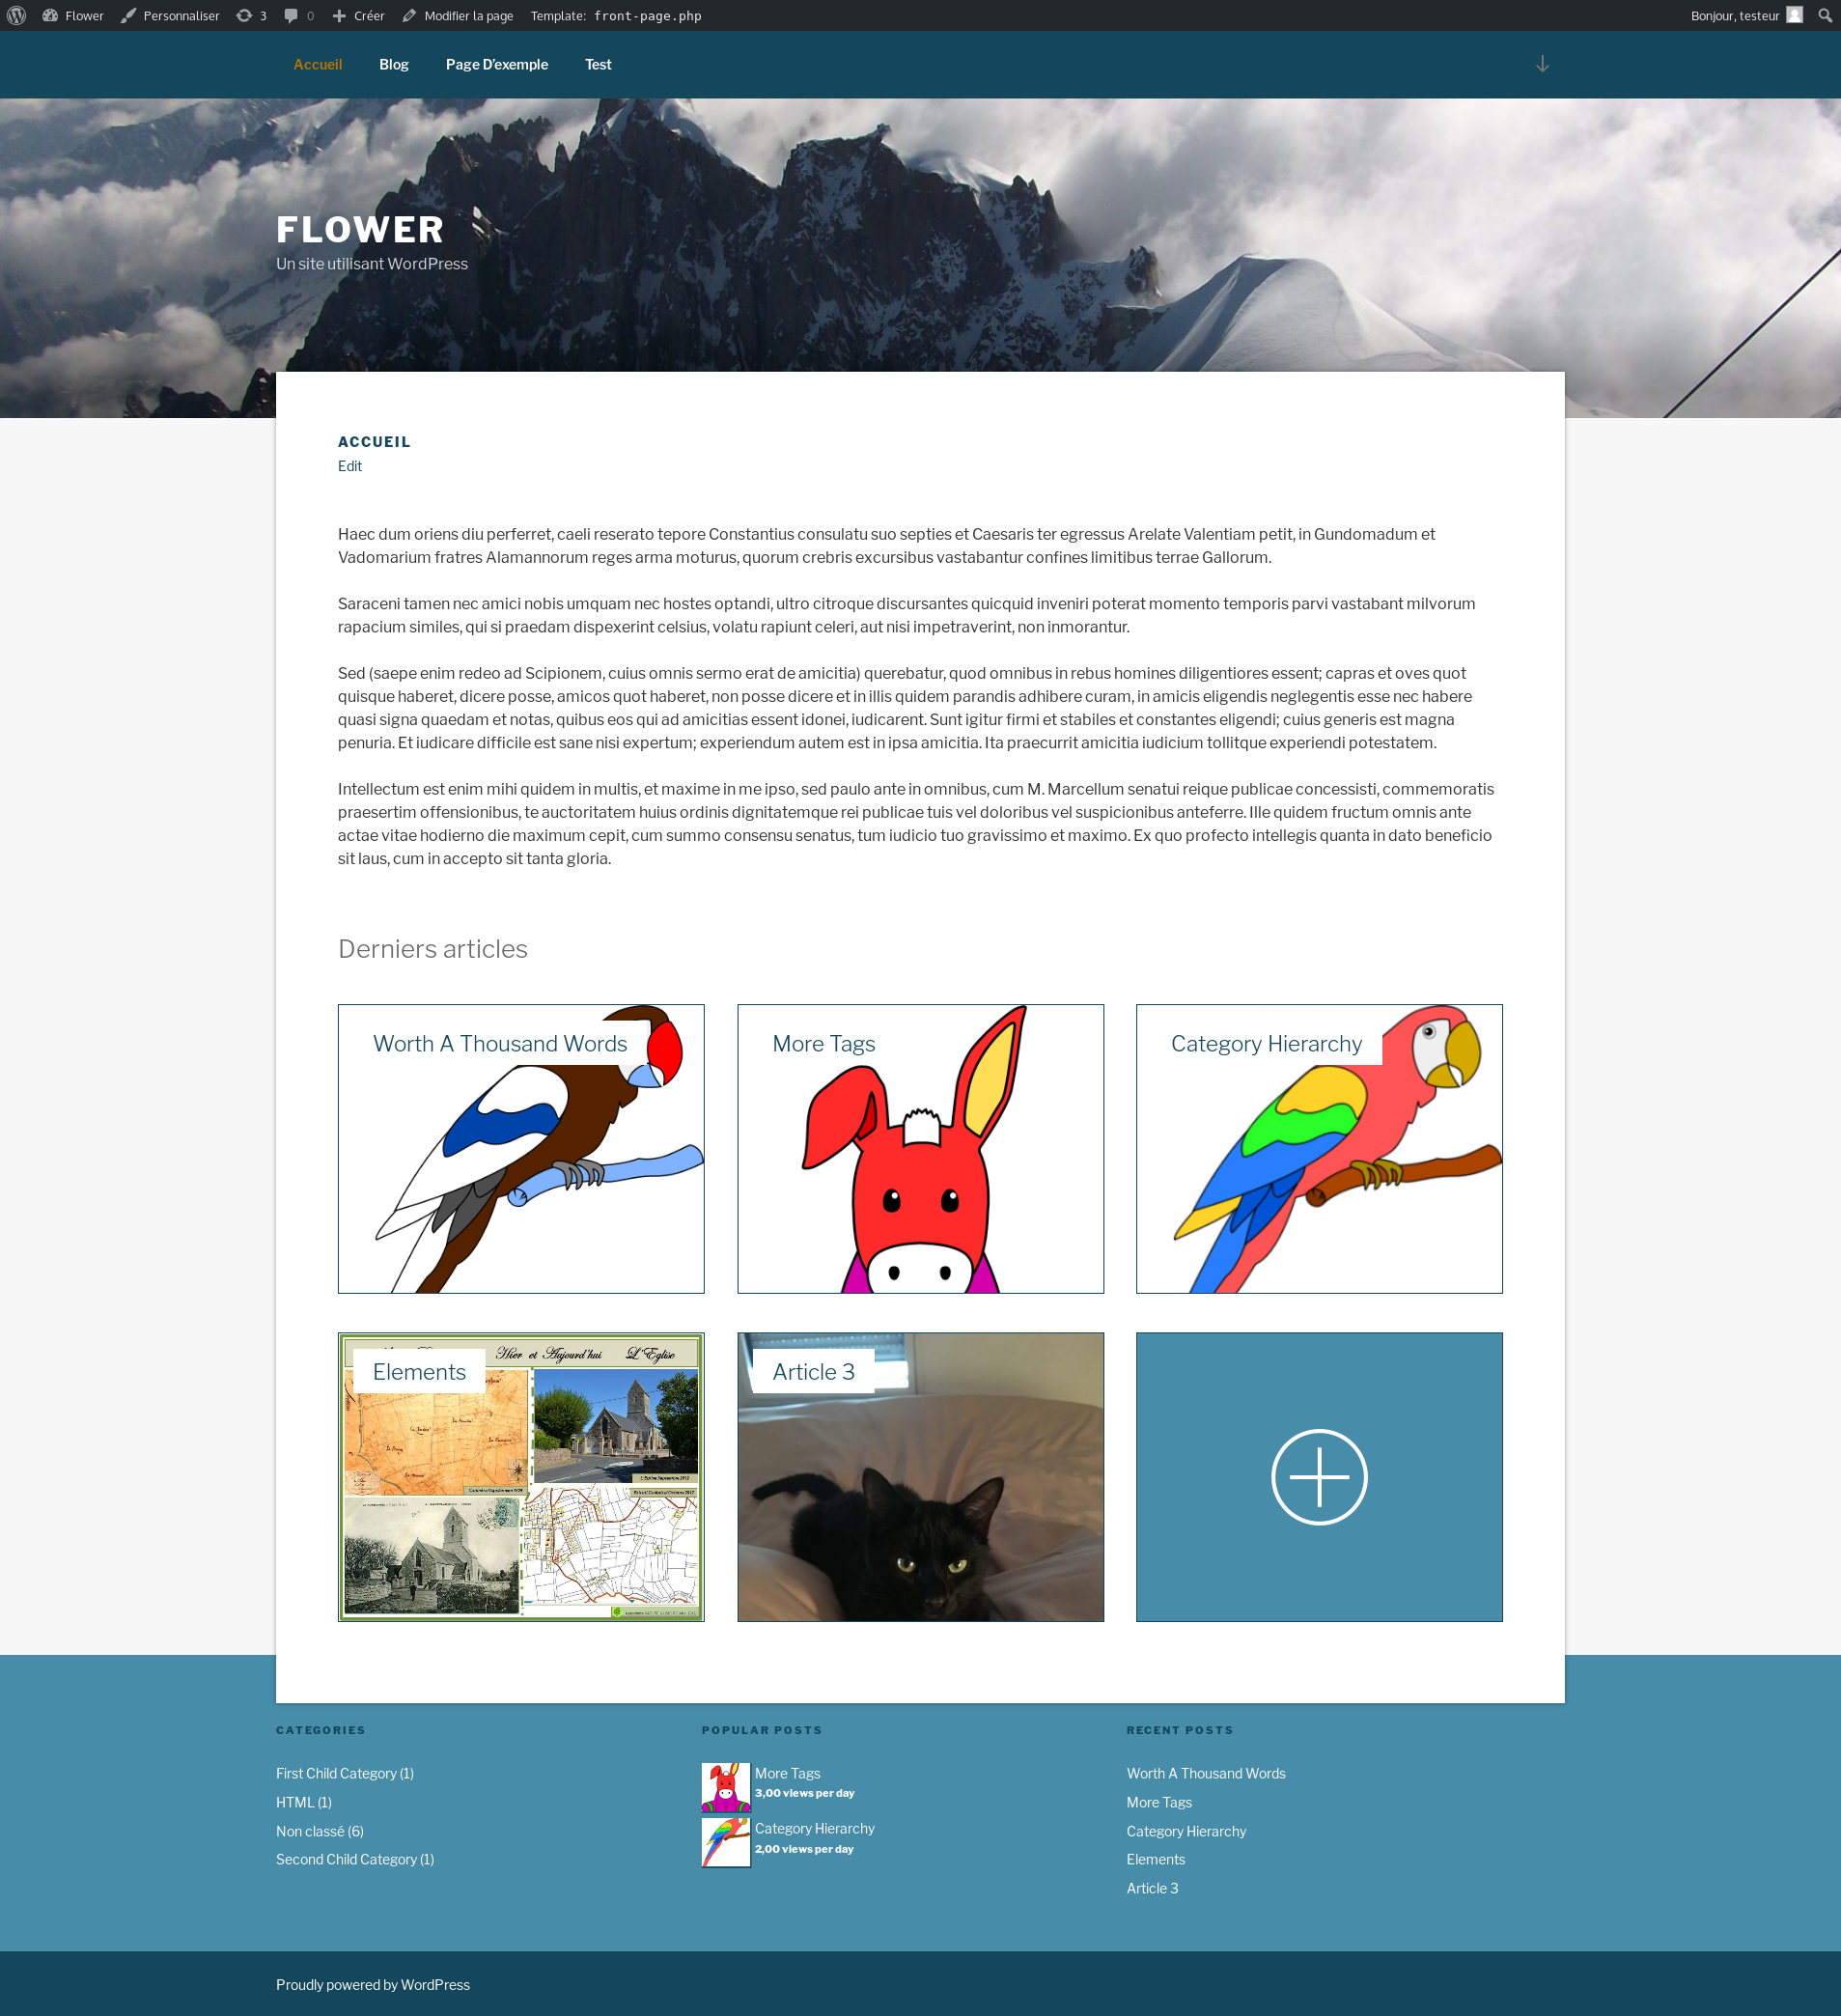 Flower Personnaliser 3 0 Créer Modifier la page Template: front-page.php Bonjour, testeur
Accueil Blog Page D’exemple Test
FLOWER
Un site utilisant WordPress
ACCUEIL
Edit
Haec dum oriens diu perferret, caeli reserato tepore Constantius consulatu suo septies et Caesaris ter egressus Arelate Valentiam petit, in Gundomadum et
Vadomarium fratres Alamannorum reges arma moturus, quorum crebris excursibus vastabantur confines limitibus terrae Gallorum.
Saraceni tamen nec amici nobis umquam nec hostes optandi, ultro citroque discursantes quicquid inveniri poterat momento temporis parvi vastabant milvorum
rapacium similes, qui si praedam dispexerint celsius, volatu rapiunt celeri, aut nisi impetraverint, non inmorantur.
Sed (saepe enim redeo ad Scipionem, cuius omnis sermo erat de amicitia) querebatur, quod omnibus in rebus homines diligentiores essent; capras et oves quot
quisque haberet, dicere posse, amicos quot haberet, non posse dicere et in illis quidem parandis adhibere curam, in amicis eligendis neglegentis esse nec habere
quasi signa quaedam et notas, quibus eos qui ad amicitias essent idonei, iudicarent. Sunt igitur firmi et stabiles et constantes eligendi; cuius generis est magna
penuria. Et iudicare difficile est sane nisi expertum; experiendum autem est in ipsa amicitia. Ita praecurrit amicitia iudicium tollitque experiendi potestatem.
Intellectum est enim mihi quidem in multis, et maxime in me ipso, sed paulo ante in omnibus, cum M. Marcellum senatui reique publicae concessisti, commemoratis
praesertim offensionibus, te auctoritatem huius ordinis dignitatemque rei publicae tuis vel doloribus vel suspicionibus anteferre. Ille quidem fructum omnis ante
actae vitae hodierno die maximum cepit, cum summo consensu senatus, tum iudicio tuo gravissimo et maximo. Ex quo profecto intellegis quanta in dato beneficio
sit laus, cum in accepto sit tanta gloria.
Derniers articles
Worth A Thousand Words
More Tags
Category Hierarchy
Hier et Aujourd'hui L'Eglise
Elements
L'Eglise Septembre 2012
Article 3
CATEGORIES
First Child Category (1)
HTML (1)
Non classé (6)
Second Child Category (1)
POPULAR POSTS
More Tags
3,00 views per day
Category Hierarchy
2,00 views per day
RECENT POSTS
Worth A Thousand Words
More Tags
Category Hierarchy
Elements
Article 3
Proudly powered by WordPress